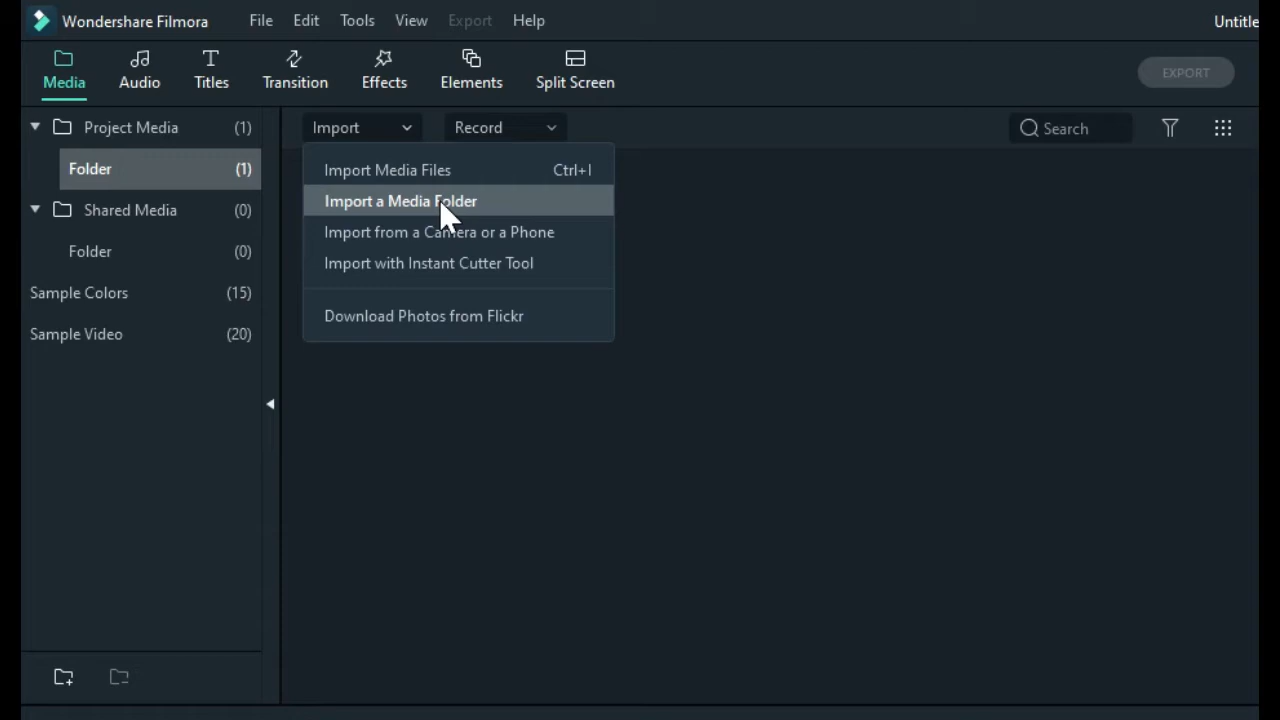 Wondershare Filmora File Edit Tools View Export Help Untitle
Media Audio Titles Transition Effects Elements Split Screen EXPORT
Project Media (1) Import Record Search
Folder (1)
Import Media Files Ctrl+I
Import a Media Folder
Shared Media (0)
Import from a Camera or a Phone
Folder (0)
Import with Instant Cutter Tool
Sample Colors (15)
Download Photos from Flickr
Sample Video (20)